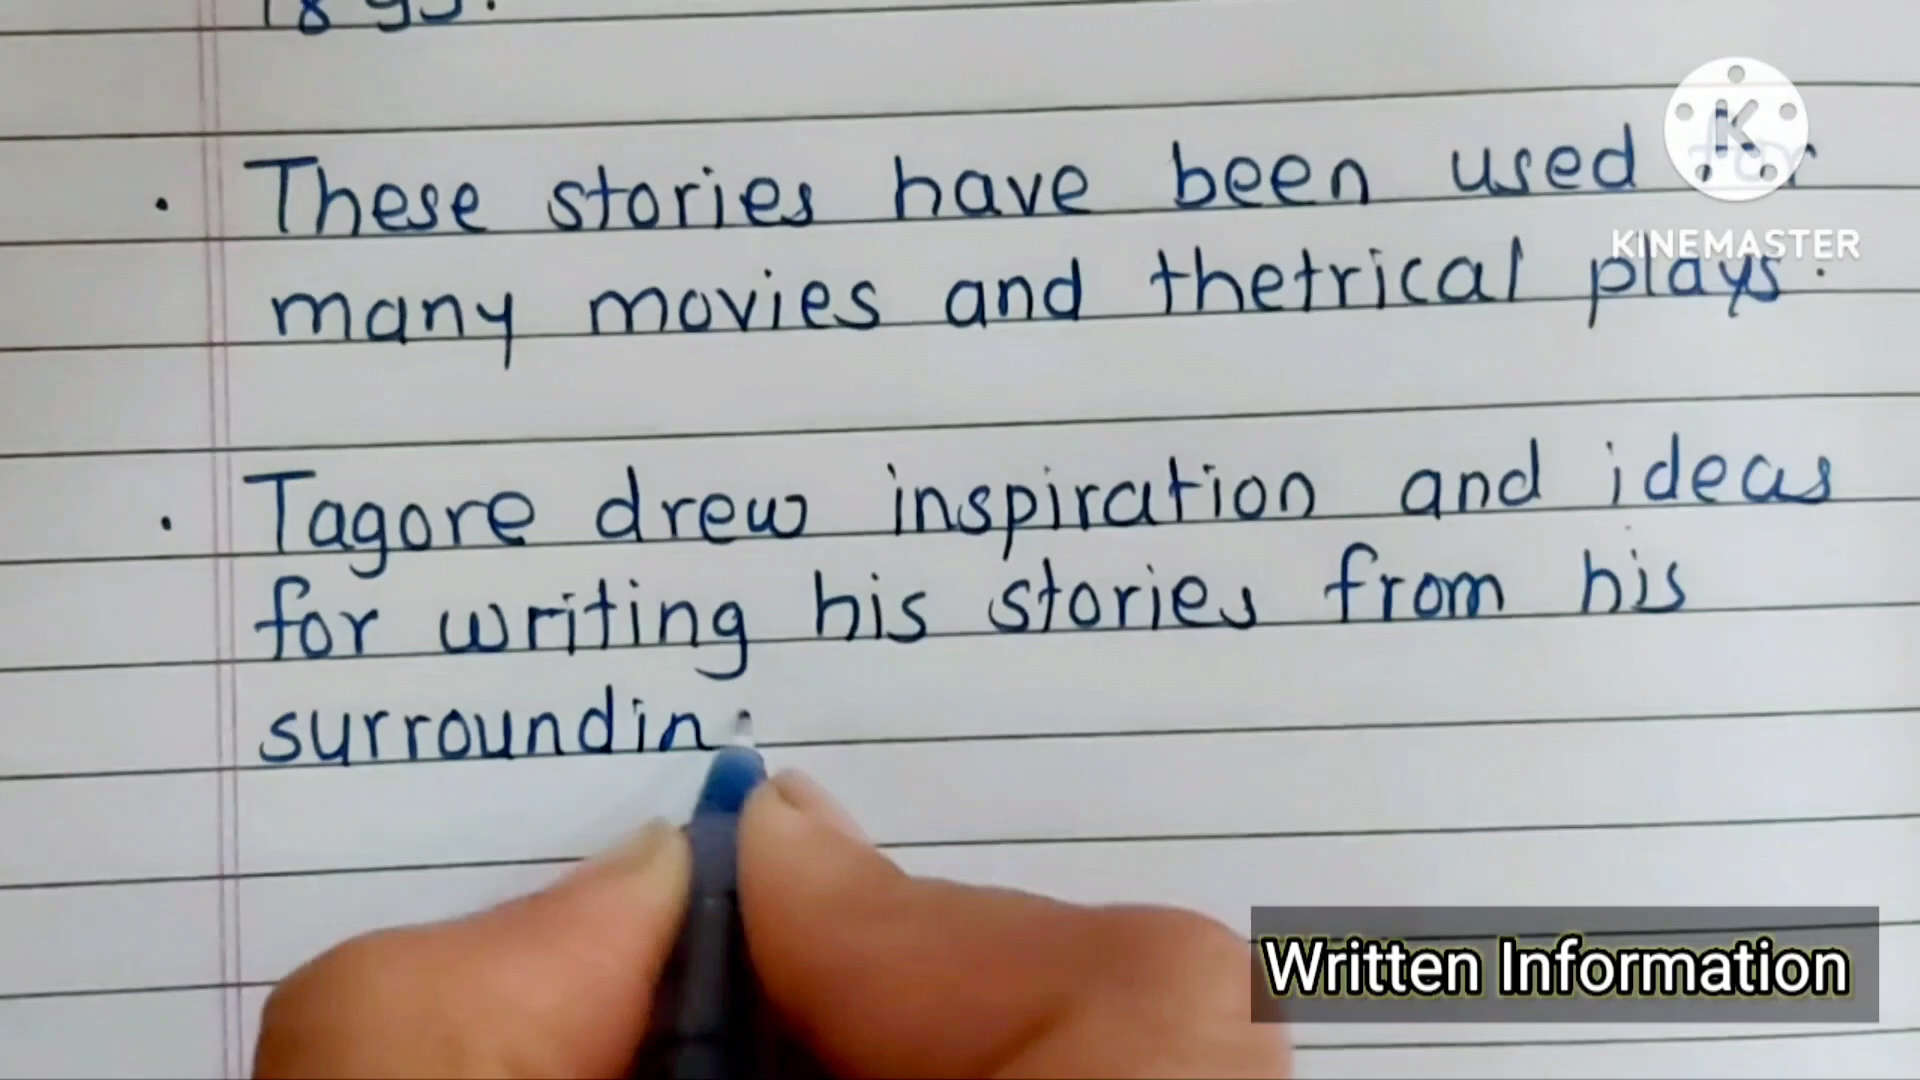 These stories have been used for
KINEMASTER
many movies and thetrical plays.
Tagore drew inspiration and ideas
for writing his stories from his
surroundin
Written Information